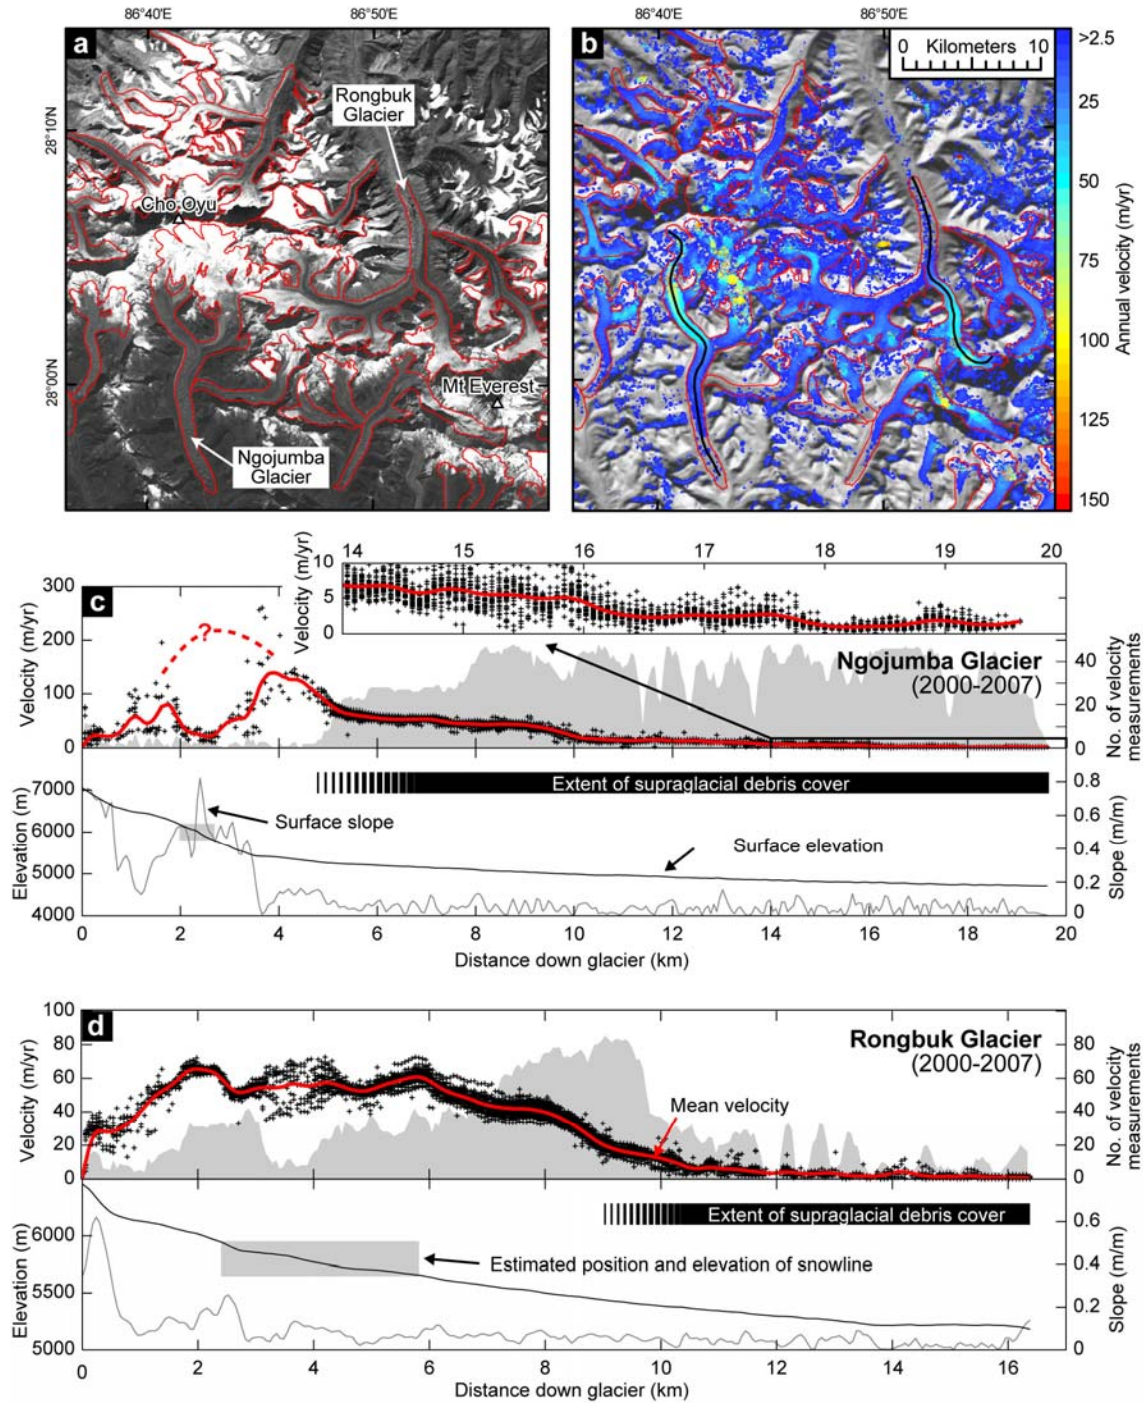 86°40'E
86°50'E
86°40'E
86°50'E
a
b
Rongbuk
Glacier
28°10'N
Cho Oyu
28°00'N
Mt Everest
Ngojumba
Glacier
0 Kilometers 10
>2.5
25
50
75
100
125
150
Annual velocity (m/yr)
14 15 16 17 18 19 20
Velocity (m/yr)
10
5
0
c
300
200
100
0
Velocity (m/yr)
?
Ngojumba Glacier
(2000-2007)
40
20
0
No. of velocity
measurements
Extent of supraglacial debris cover
7000
6000
5000
4000
Elevation (m)
Surface slope
Surface elevation
0.8
0.6
0.4
0.2
0
Slope (m/m)
0 2 4 6 8 10 12 14 16 18 20
Distance down glacier (km)
d
100
80
60
40
20
0
Velocity (m/yr)
Rongbuk Glacier
(2000-2007)
Mean velocity
80
60
40
20
0
No. of velocity
measurements
Extent of supraglacial debris cover
6000
5500
5000
Elevation (m)
Estimated position and elevation of snowline
0.6
0.4
0.2
0
Slope (m/m)
0 2 4 6 8 10 12 14 16
Distance down glacier (km)